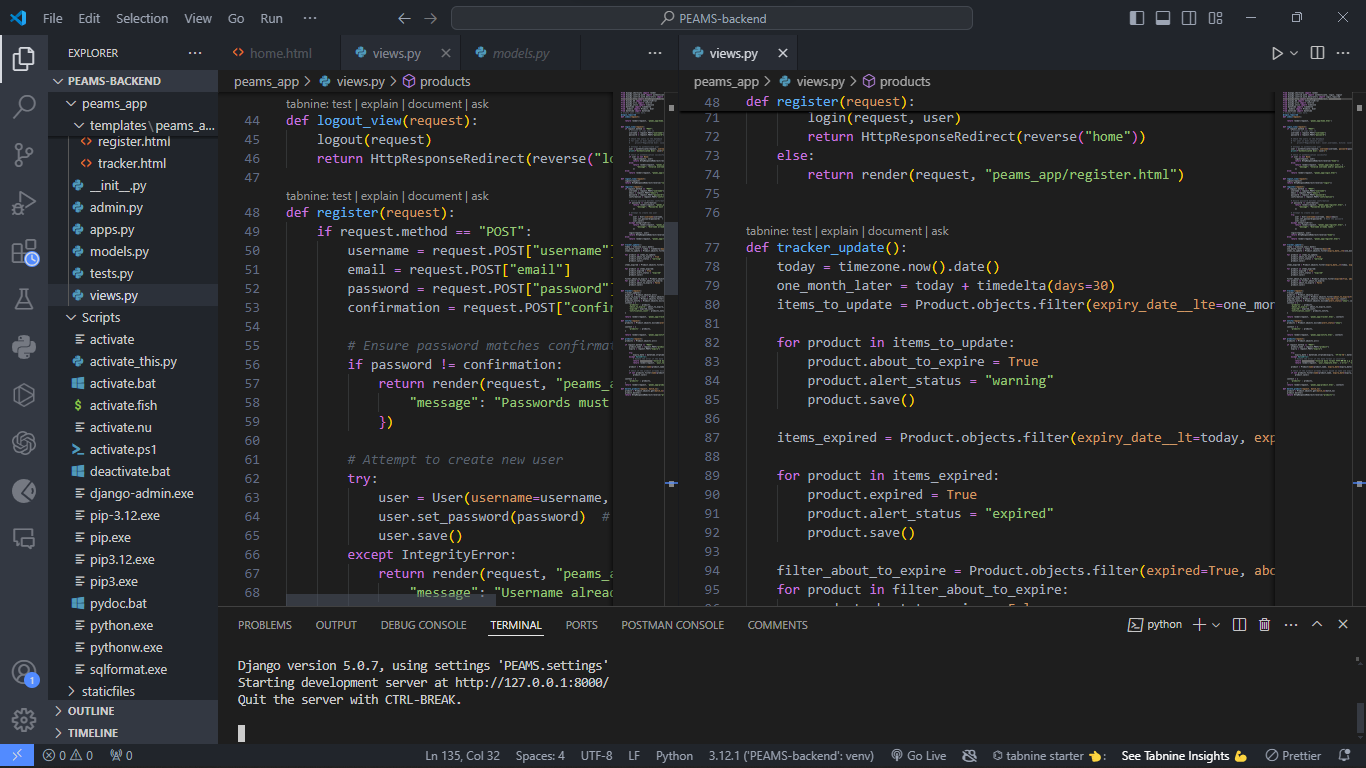 File Edit Selection View Go Run ···
PEAMS-backend
EXPLORER
PEAMS-BACKEND
peams_app
templates\peams_a...
register.html
tracker.html
__init__.py
admin.py
apps.py
models.py
tests.py
views.py
Scripts
activate
activate_this.py
activate.bat
activate.fish
activate.nu
activate.ps1
deactivate.bat
django-admin.exe
pip-3.12.exe
pip.exe
pip3.12.exe
pip3.exe
pydoc.bat
python.exe
pythonw.exe
sqlformat.exe
staticfiles
OUTLINE
TIMELINE
home.html views.py models.py
peams_app > views.py > products
tabnine: test | explain | document | ask
44 def logout_view(request):
45 logout(request)
46 return HttpResponseRedirect(reverse("lo
47
tabnine: test | explain | document | ask
48 def register(request):
49 if request.method == "POST":
50 username = request.POST["username"]
51 email = request.POST["email"]
52 password = request.POST["password"]
53 confirmation = request.POST["confir
54
55 # Ensure password matches confirmat
56 if password != confirmation:
57 return render(request, "peams_a
58 "message": "Passwords must
59 })
60
61 # Attempt to create new user
62 try:
63 user = User(username=username,
64 user.set_password(password) #
65 user.save()
66 except IntegrityError:
67 return render(request, "peams_a
68 "message": "Username alread
views.py
peams_app > views.py > products
48 def register(request):
71 login(request, user)
72 return HttpResponseRedirect(reverse("home"))
73 else:
74 return render(request, "peams_app/register.html")
75
76
tabnine: test | explain | document | ask
77 def tracker_update():
78 today = timezone.now().date()
79 one_month_later = today + timedelta(days=30)
80 items_to_update = Product.objects.filter(expiry_date__lte=one_mon
81
82 for product in items_to_update:
83 product.about_to_expire = True
84 product.alert_status = "warning"
85 product.save()
86
87 items_expired = Product.objects.filter(expiry_date__lt=today, exp
88
89 for product in items_expired:
90 product.expired = True
91 product.alert_status = "expired"
92 product.save()
93
94 filter_about_to_expire = Product.objects.filter(expired=True, abo
95 for product in filter_about_to_expire:
PROBLEMS OUTPUT DEBUG CONSOLE TERMINAL PORTS POSTMAN CONSOLE COMMENTS
python
Django version 5.0.7, using settings 'PEAMS.settings'
Starting development server at http://127.0.0.1:8000/
Quit the server with CTRL-BREAK.
1
0 0 0 Ln 135, Col 32 Spaces: 4 UTF-8 LF Python 3.12.1 ('PEAMS-backend': venv) Go Live tabnine starter 👈: See Tabnine Insights 💪 Prettier